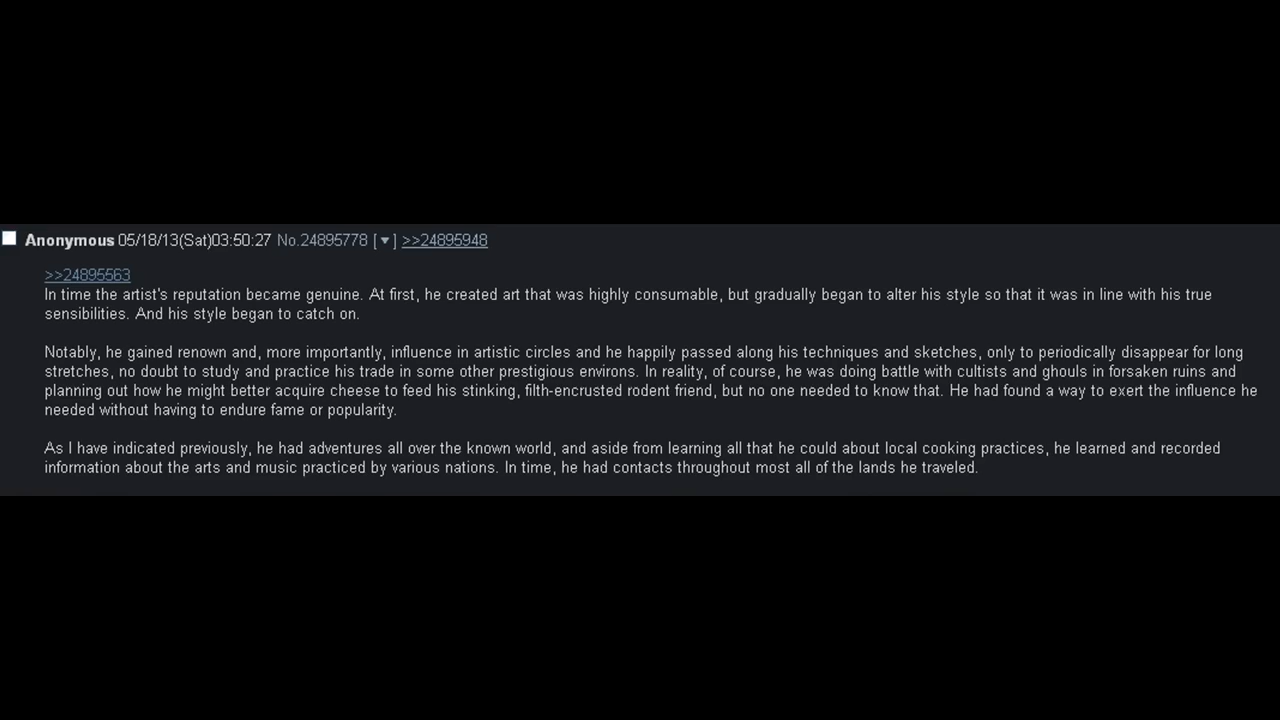 Anonymous 05/18/13(Sat)03:50:27 No.24895778 [▼] >>24895948
>>24895563
In time the artist's reputation became genuine. At first, he created art that was highly consumable, but gradually began to alter his style so that it was in line with his true
sensibilities. And his style began to catch on.
Notably, he gained renown and, more importantly, influence in artistic circles and he happily passed along his techniques and sketches, only to periodically disappear for long
stretches, no doubt to study and practice his trade in some other prestigious environs. In reality, of course, he was doing battle with cultists and ghouls in forsaken ruins and
planning out how he might better acquire cheese to feed his stinking, filth-encrusted rodent friend, but no one needed to know that. He had found a way to exert the influence he
needed without having to endure fame or popularity.
As I have indicated previously, he had adventures all over the known world, and aside from learning all that he could about local cooking practices, he learned and recorded
information about the arts and music practiced by various nations. In time, he had contacts throughout most all of the lands he traveled.